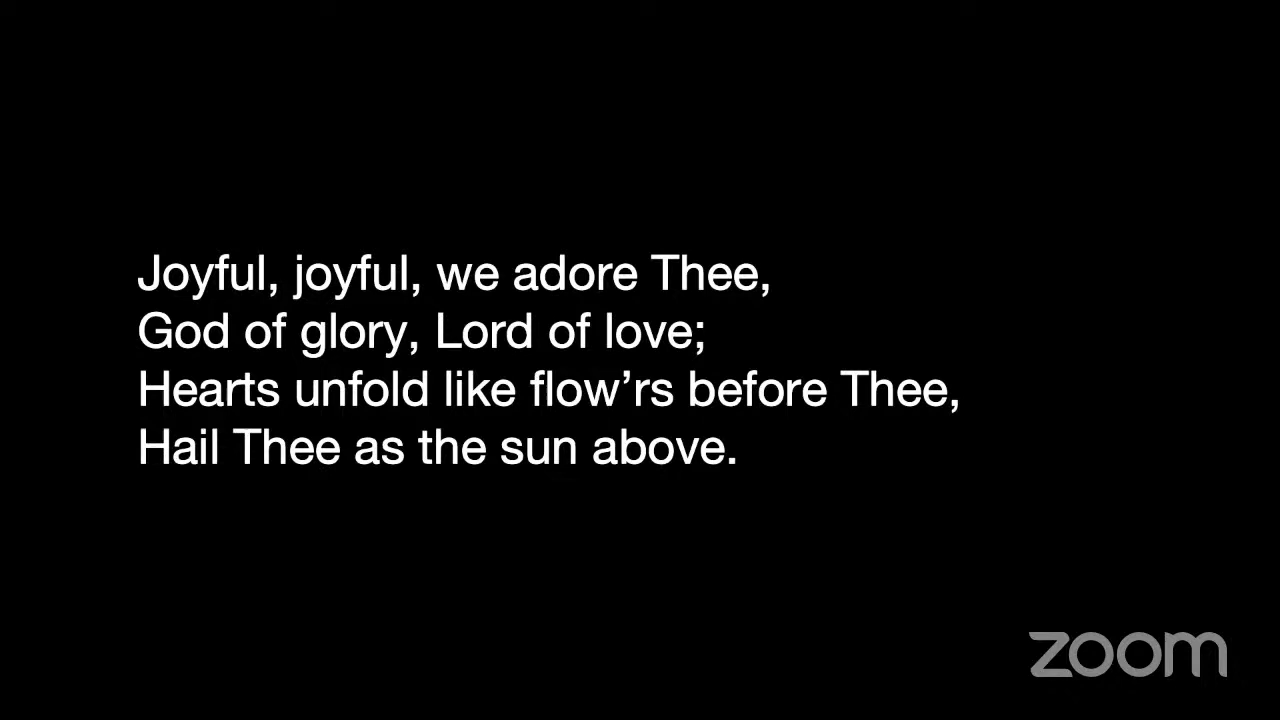 Joyful, joyful, we adore Thee,
God of glory, Lord of love;
Hearts unfold like flow’rs before Thee,
Hail Thee as the sun above.
zoom